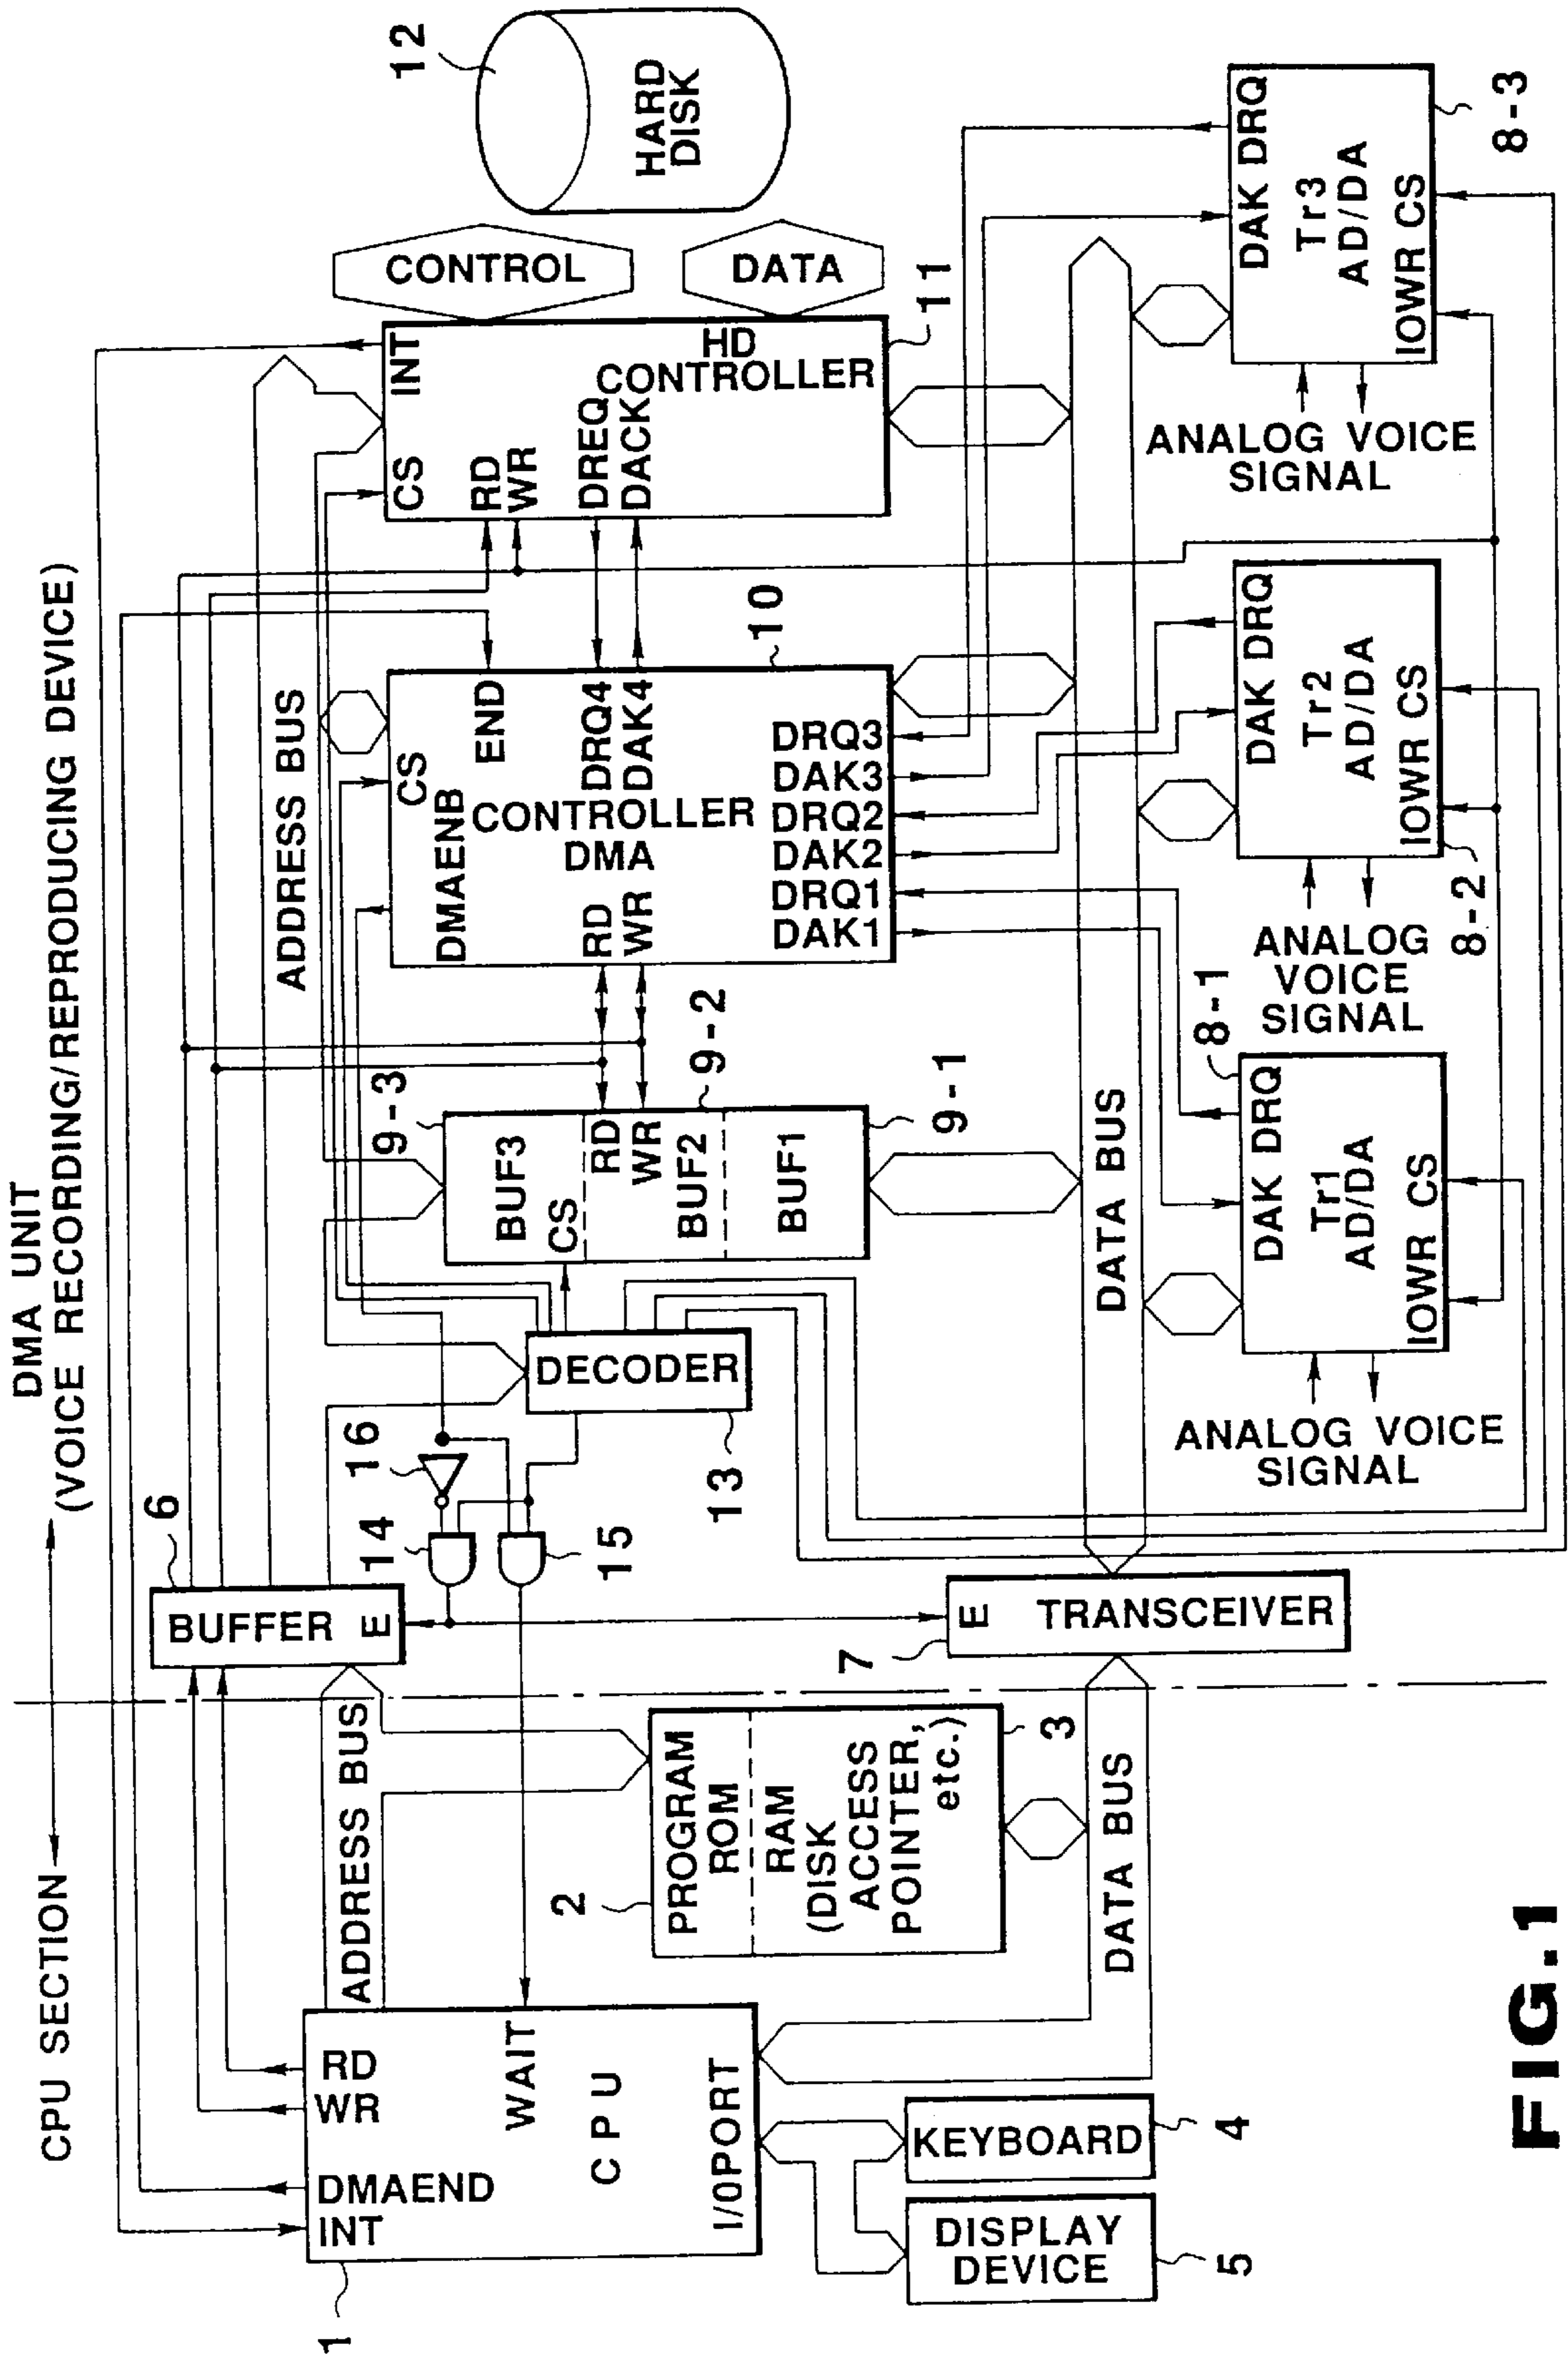 DMA UNIT
(VOICE RECORDING/REPRODUCING DEVICE)
CPU SECTION
1
INT
DMAEND
WR
RD
WAIT
CPU
I/OPORT
ADDRESS BUS
2
PROGRAM
ROM
RAM
(DISK
ACCESS
POINTER,
etc.)
3
DATA BUS
KEYBOARD
4
DISPLAY
DEVICE
5
6
BUFFER
E
14
16
15
7
E
TRANSCEIVER
DECODER
13
ADDRESS BUS
9-3
BUF3
CS
RD
WR
BUF2
9-2
BUF1
9-1
DATA BUS
CS
DMAENB
END
CONTROLLER
DMA
RD
WR
DRQ4
DAK4
DRQ3
DAK3
DRQ2
DAK2
DRQ1
DAK1
10
CS
INT
RD
WR
DREQ
DACK
HD
CONTROLLER
11
CONTROL
DATA
12
HARD
DISK
8-1
DAK DRQ
Tr1
AD/DA
IOWR CS
ANALOG VOICE
SIGNAL
DAK DRQ
Tr2
AD/DA
IOWR CS
8-2
ANALOG
VOICE
SIGNAL
DAK DRQ
Tr3
AD/DA
IOWR CS
8-3
ANALOG VOICE
SIGNAL
FIG.1